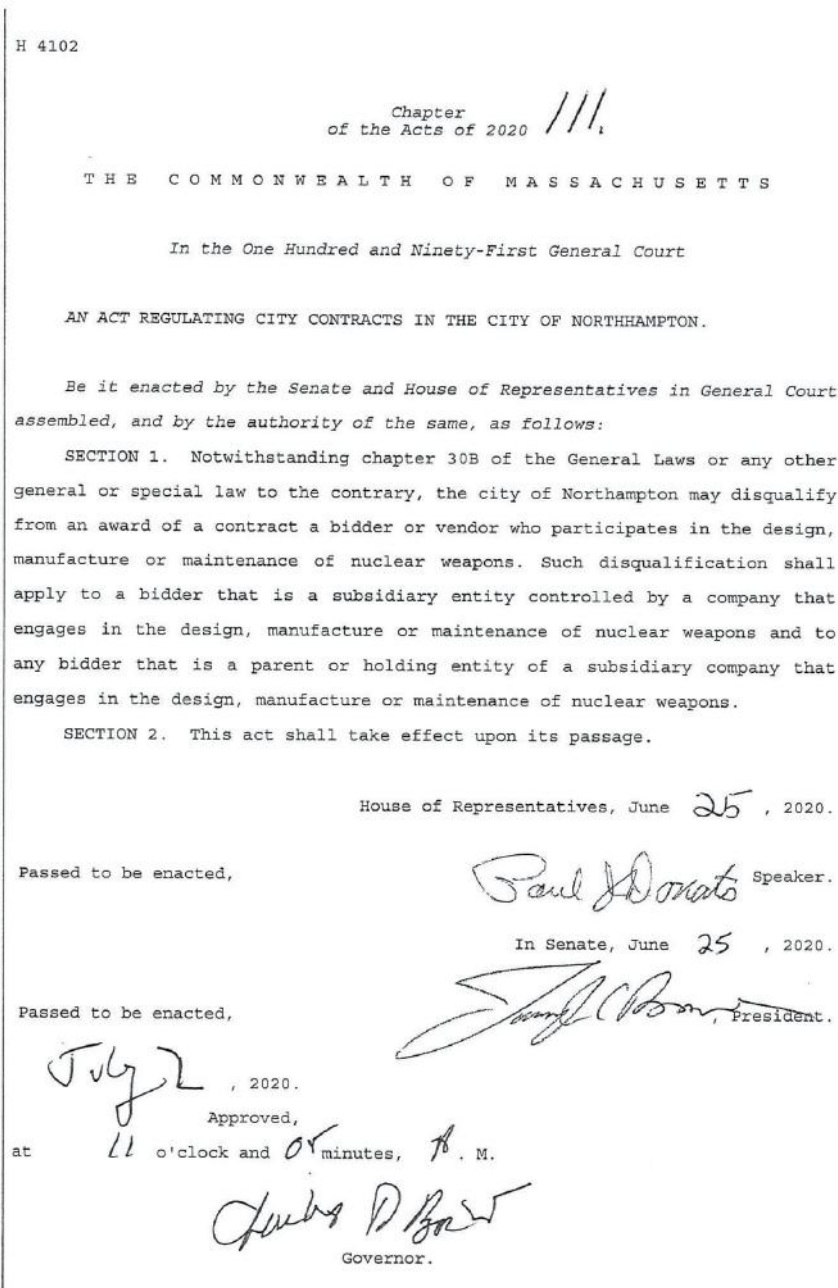 H 4102
Chapter
of the Acts of 2020 111.
THE COMMONWEALTH OF MASSACHUSETTS
In the One Hundred and Ninety-First General Court
AN ACT REGULATING CITY CONTRACTS IN THE CITY OF NORTHHAMPTON.
Be it enacted by the Senate and House of Representatives in General Court
assembled, and by the authority of the same, as follows:
SECTION 1. Notwithstanding chapter 30B of the General Laws or any other
general or special law to the contrary, the city of Northampton may disqualify
from an award of a contract a bidder or vendor who participates in the design,
manufacture or maintenance of nuclear weapons. Such disqualification shall
apply to a bidder that is a subsidiary entity controlled by a company that
engages in the design, manufacture or maintenance of nuclear weapons and to
any bidder that is a parent or holding entity of a subsidiary company that
engages in the design, manufacture or maintenance of nuclear weapons.
SECTION 2. This act shall take effect upon its passage.
House of Representatives, June 25, 2020.
Passed to be enacted, Paul J Donato Speaker.
In Senate, June 25, 2020.
Passed to be enacted, , President.
July 2, 2020.
Approved,
at 11 o'clock and minutes, A. M.
Governor.